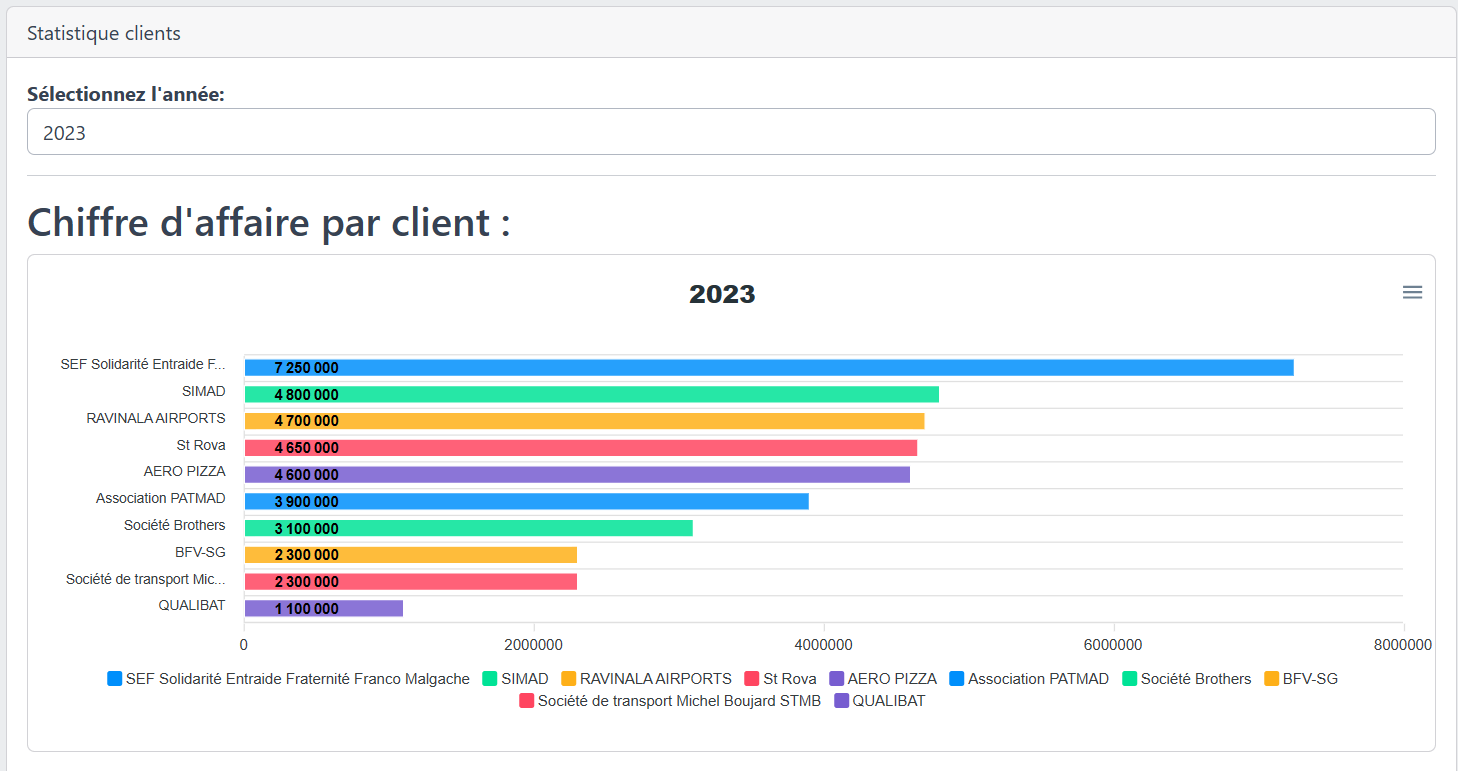 Statistique clients
Sélectionnez l'année:
2023
Chiffre d'affaire par client :
2023
SEF Solidarité Entraide F... 7 250 000
SIMAD 4 800 000
RAVINALA AIRPORTS 4 700 000
St Rova 4 650 000
AERO PIZZA 4 600 000
Association PATMAD 3 900 000
Société Brothers 3 100 000
BFV-SG 2 300 000
Société de transport Mic... 2 300 000
QUALIBAT 1 100 000
0 2000000 4000000 6000000 8000000
SEF Solidarité Entraide Fraternité Franco Malgache SIMAD RAVINALA AIRPORTS St Rova AERO PIZZA Association PATMAD Société Brothers BFV-SG
Société de transport Michel Boujard STMB QUALIBAT